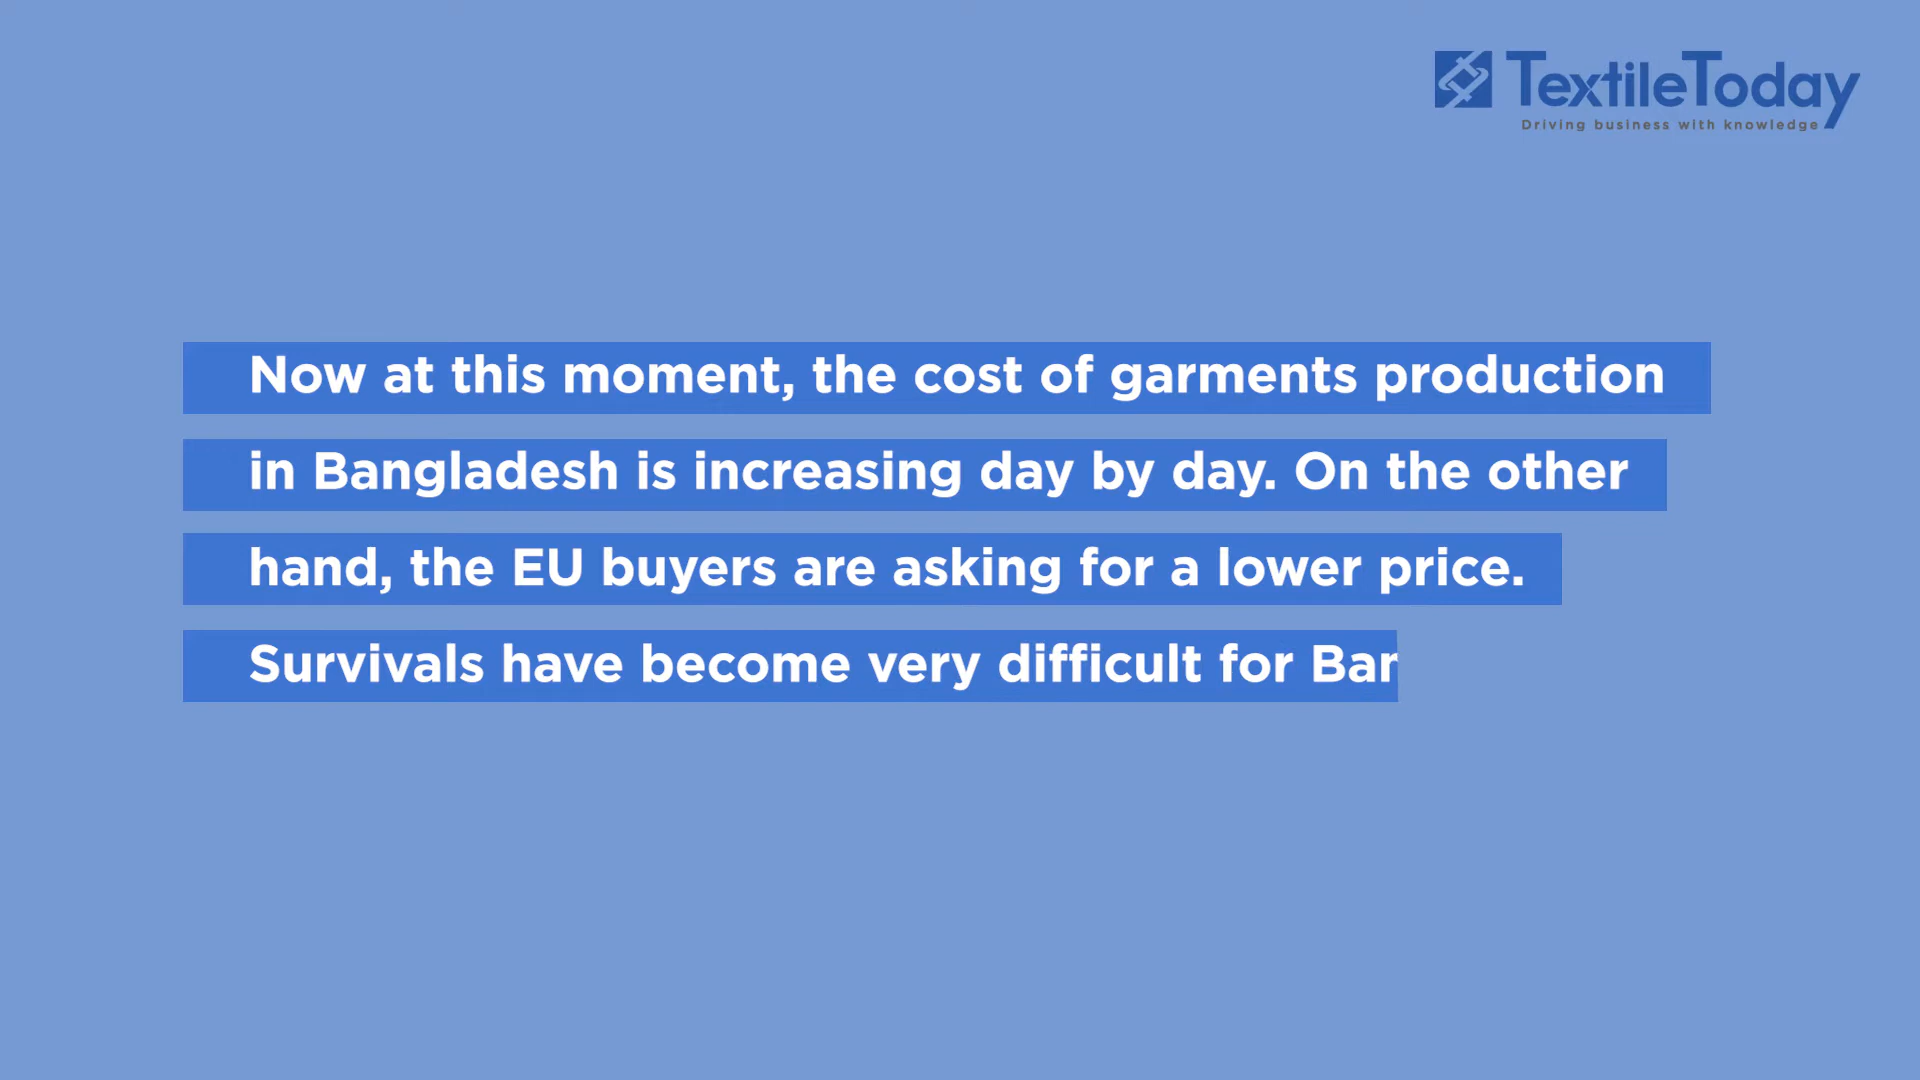 TextileToday
Driving business with knowledge
Now at this moment, the cost of garments production
in Bangladesh is increasing day by day. On the other
hand, the EU buyers are asking for a lower price.
Survivals have become very difficult for